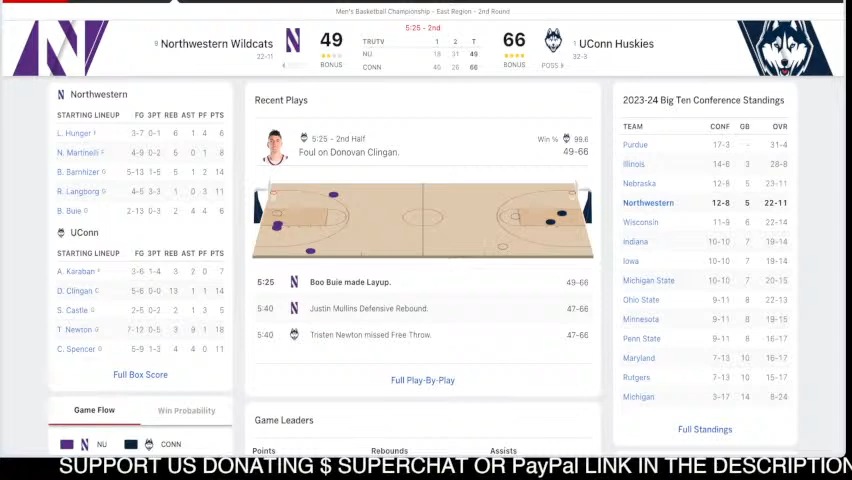 Men's Basketball Championship - East Region - 2nd Round
9 Northwestern Wildcats
22-11
49
BONUS
5:25 - 2nd
TRUTV 1 2 T
NU 18 31 49
CONN 40 26 66
66
BONUS
POSS
1 UConn Huskies
32-3
Northwestern
STARTING LINEUP FG 3PT REB AST PF PTS
L. Hunger F 3-7 0-1 6 1 4 6
N. Martinelli F 4-9 0-2 5 0 1 8
B. Barnhizer G 5-13 1-5 5 1 2 14
R. Langborg G 4-5 3-3 1 0 3 11
B. Buie G 2-13 0-3 2 4 4 6
UConn
STARTING LINEUP FG 3PT REB AST PF PTS
A. Karaban F 3-6 1-4 3 2 0 7
D. Clingan C 5-6 0-0 13 1 1 14
S. Castle G 2-5 0-2 2 1 3 5
T. Newton G 7-12 0-5 3 9 1 18
C. Spencer G 5-9 1-3 4 4 0 11
Full Box Score
Game Flow Win Probability
NU CONN
Recent Plays
5:25 - 2nd Half
Foul on Donovan Clingan.
Win % 99.6
49-66
5:25 Boo Buie made Layup. 49-66
5:40 Justin Mullins Defensive Rebound. 47-66
5:40 Tristen Newton missed Free Throw. 47-66
Full Play-By-Play
Game Leaders
Points Rebounds Assists
2023-24 Big Ten Conference Standings
TEAM CONF GB OVR
Purdue 17-3 - 31-4
Illinois 14-6 3 28-8
Nebraska 12-8 5 23-11
Northwestern 12-8 5 22-11
Wisconsin 11-9 6 22-14
Indiana 10-10 7 19-14
Iowa 10-10 7 19-14
Michigan State 10-10 7 20-15
Ohio State 9-11 8 22-13
Minnesota 9-11 8 19-15
Penn State 9-11 8 16-17
Maryland 7-13 10 16-17
Rutgers 7-13 10 15-17
Michigan 3-17 14 8-24
Full Standings
SUPPORT US DONATING $ SUPERCHAT OR PayPal LINK IN THE DESCRIPTION